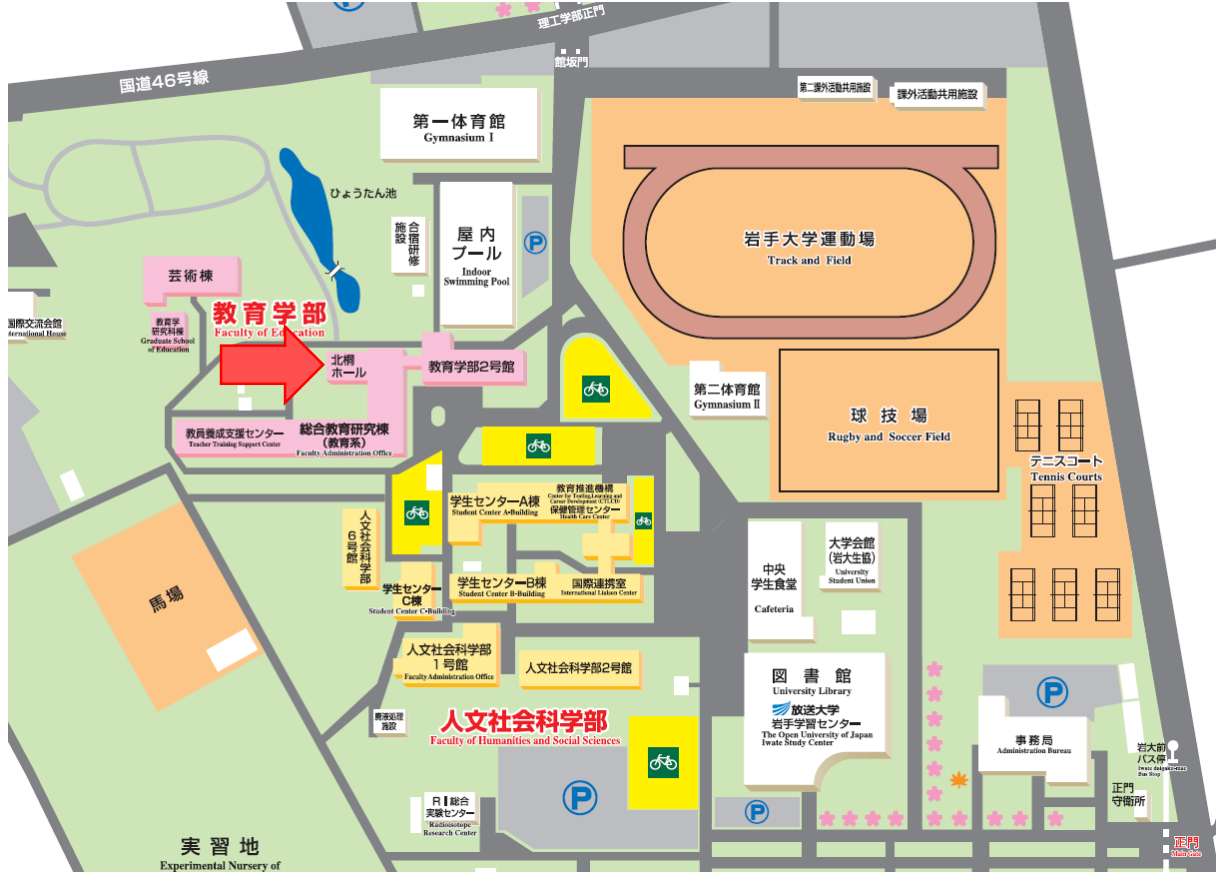 理工学部正門
館坂門
国道46号線
第二課外活動共用施設
課外活動共用施設
第一体育館
Gymnasium I
ひょうたん池
合宿研修
施設
屋内
プール
Indoor
Swimming Pool
P
岩手大学運動場
Track and Field
芸術棟
教育学部
Faculty of Education
国際交流会館
ternational House
教育学
研究科棟
Graduate School
of Education
北桐
ホール
教育学部2号館
第二体育館
Gymnasium II
球技場
Rugby and Soccer Field
教員養成支援センター
Teacher Training Support Center
総合教育研究棟
(教育系)
Faculty Administration Office
テニスコート
Tennis Courts
学生センターA棟
Student Center A•Building
教育推進機構
Center for Teaching, Learning and
Career Development (CTLCD)
保健管理センター
Health Care Center
人文社会科学部
6号館
大学会館
(岩大生協)
University
Student Union
中央
学生食堂
Cafeteria
学生センターB棟
Student Center B•Building
国際連携室
International Liaison Center
学生センター
C棟
Student Center C•Building
馬場
人文社会科学部
1号館
Faculty Administration Office
人文社会科学部2号館
図書館
University Library
放送大学
岩手学習センター
The Open University of Japan
Iwate Study Center
P
廃液処理
施設
人文社会科学部
Faculty of Humanities and Social Sciences
事務局
Administration Bureau
岩大前
バス停
Iwate daigaku-mae
Bus Stop
正門
守衛所
P
P
RI総合
実験センター
Radioisotope
Research Center
実習地
Experimental Nursery of
正門
Main Gate